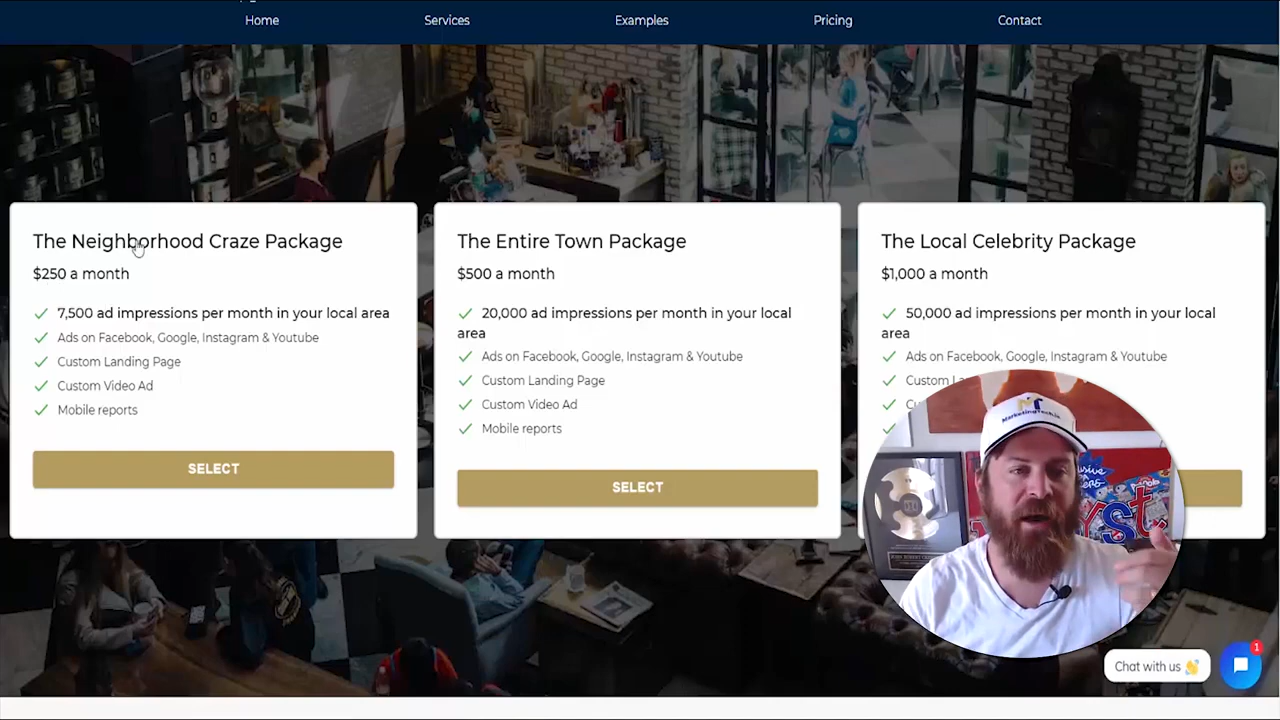 Home
Services
Examples
Pricing
Contact
The Neighborhood Craze Package
$250 a month
7,500 ad impressions per month in your local area
Ads on Facebook, Google, Instagram & Youtube
Custom Landing Page
Custom Video Ad
Mobile reports
SELECT
The Entire Town Package
$500 a month
20,000 ad impressions per month in your local
area
Ads on Facebook, Google, Instagram & Youtube
Custom Landing Page
Custom Video Ad
Mobile reports
SELECT
The Local Celebrity Package
$1,000 a month
50,000 ad impressions per month in your local
area
Ads on Facebook, Google, Instagram & Youtube
Custom La
Cu
MT
MarketingTech.io
Chat with us 👋
1